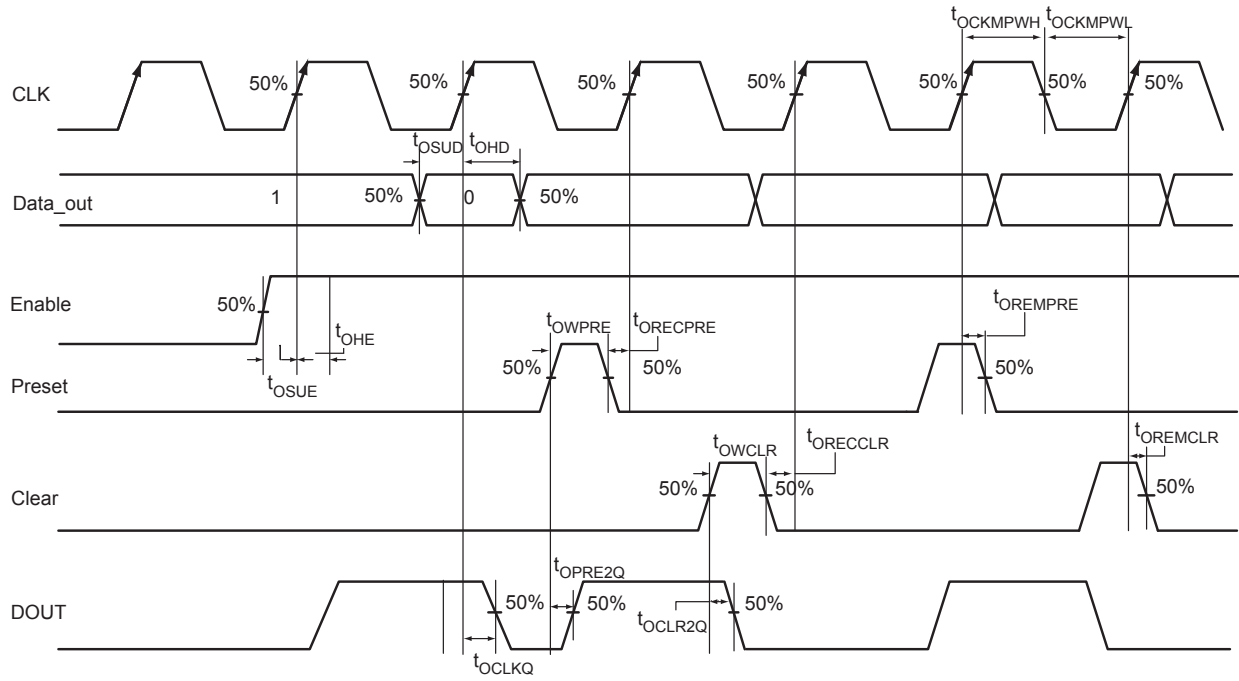 tOCKMPWH tOCKMPWL
CLK 50% 50% 50% 50% 50% 50% 50%
tOSUD tOHD
Data_out 1 50% 0 50%
Enable 50%
tOHE
tOSUE
tOWPRE tORECPRE tOREMPRE
Preset 50% 50% 50%
tOWCLR tORECCLR tOREMCLR
Clear 50% 50% 50%
tOPRE2Q
DOUT 50% 50% 50%
tOCLR2Q
tOCLKQ